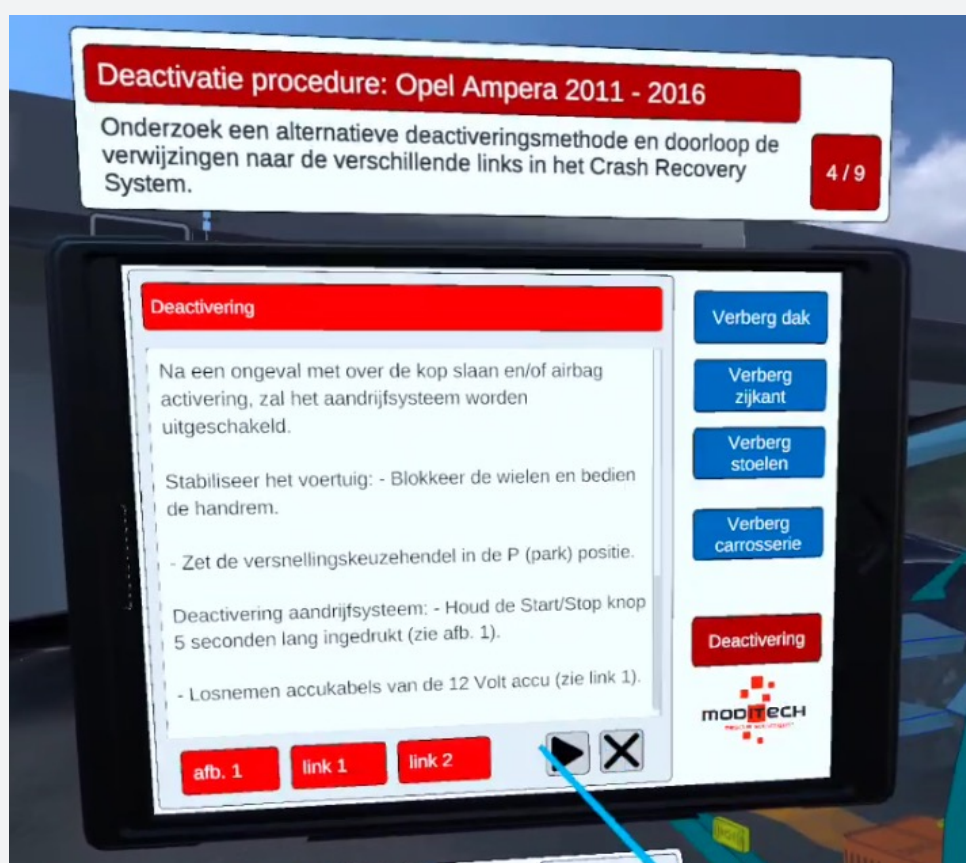 Deactivatie procedure: Opel Ampera 2011 - 2016
Onderzoek een alternatieve deactiveringsmethode en doorloop de
verwijzingen naar de verschillende links in het Crash Recovery
System.
4 / 9
Deactivering
Na een ongeval met over de kop slaan en/of airbag
activering, zal het aandrijfsysteem worden
uitgeschakeld.
Stabiliseer het voertuig: - Blokkeer de wielen en bedien
de handrem.
- Zet de versnellingskeuzehendel in de P (park) positie.
Deactivering aandrijfsysteem: - Houd de Start/Stop knop
5 seconden lang ingedrukt (zie afb. 1).
- Losnemen accukabels van de 12 Volt accu (zie link 1).
afb. 1
link 1
link 2
Verberg dak
Verberg
zijkant
Verberg
stoelen
Verberg
carrosserie
Deactivering
MODITECH